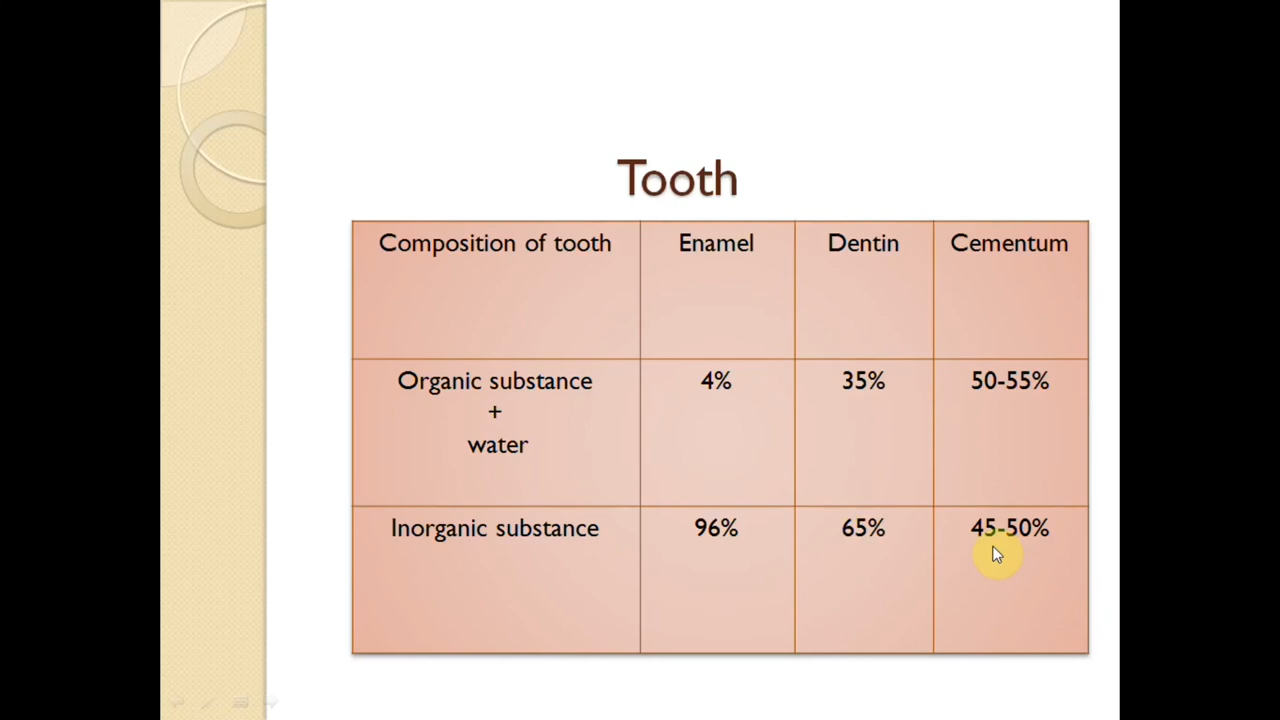 Tooth
Composition of tooth Enamel Dentin Cementum
Organic substance 4% 35% 50-55%
+
water
Inorganic substance 96% 65% 45-50%